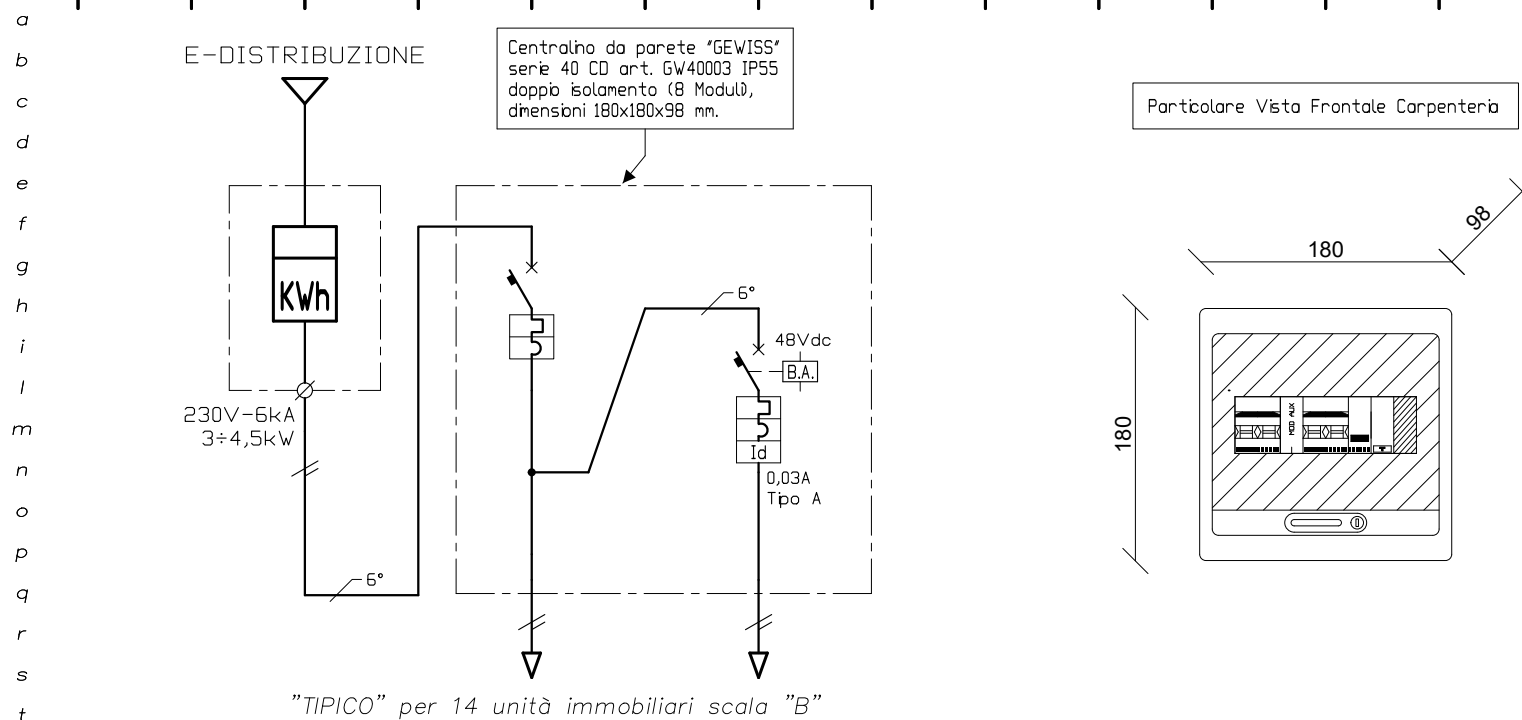 a
b
c
d
e
f
g
h
i
l
m
n
o
p
q
r
s
t
E-DISTRIBUZIONE
Centralino da parete "GEWISS"
serie 40 CD art. GW40003 IP55
doppio isolamento (8 Moduli),
dimensioni 180x180x98 mm.
Particolare Vista Frontale Carpenteria
KWh
230V-6kA
3÷4,5kW
6°
6°
48Vdc
B.A.
Id
0,03A
Tipo A
180
98
180
MOD AUX
"TIPICO" per 14 unità immobiliari scala "B"